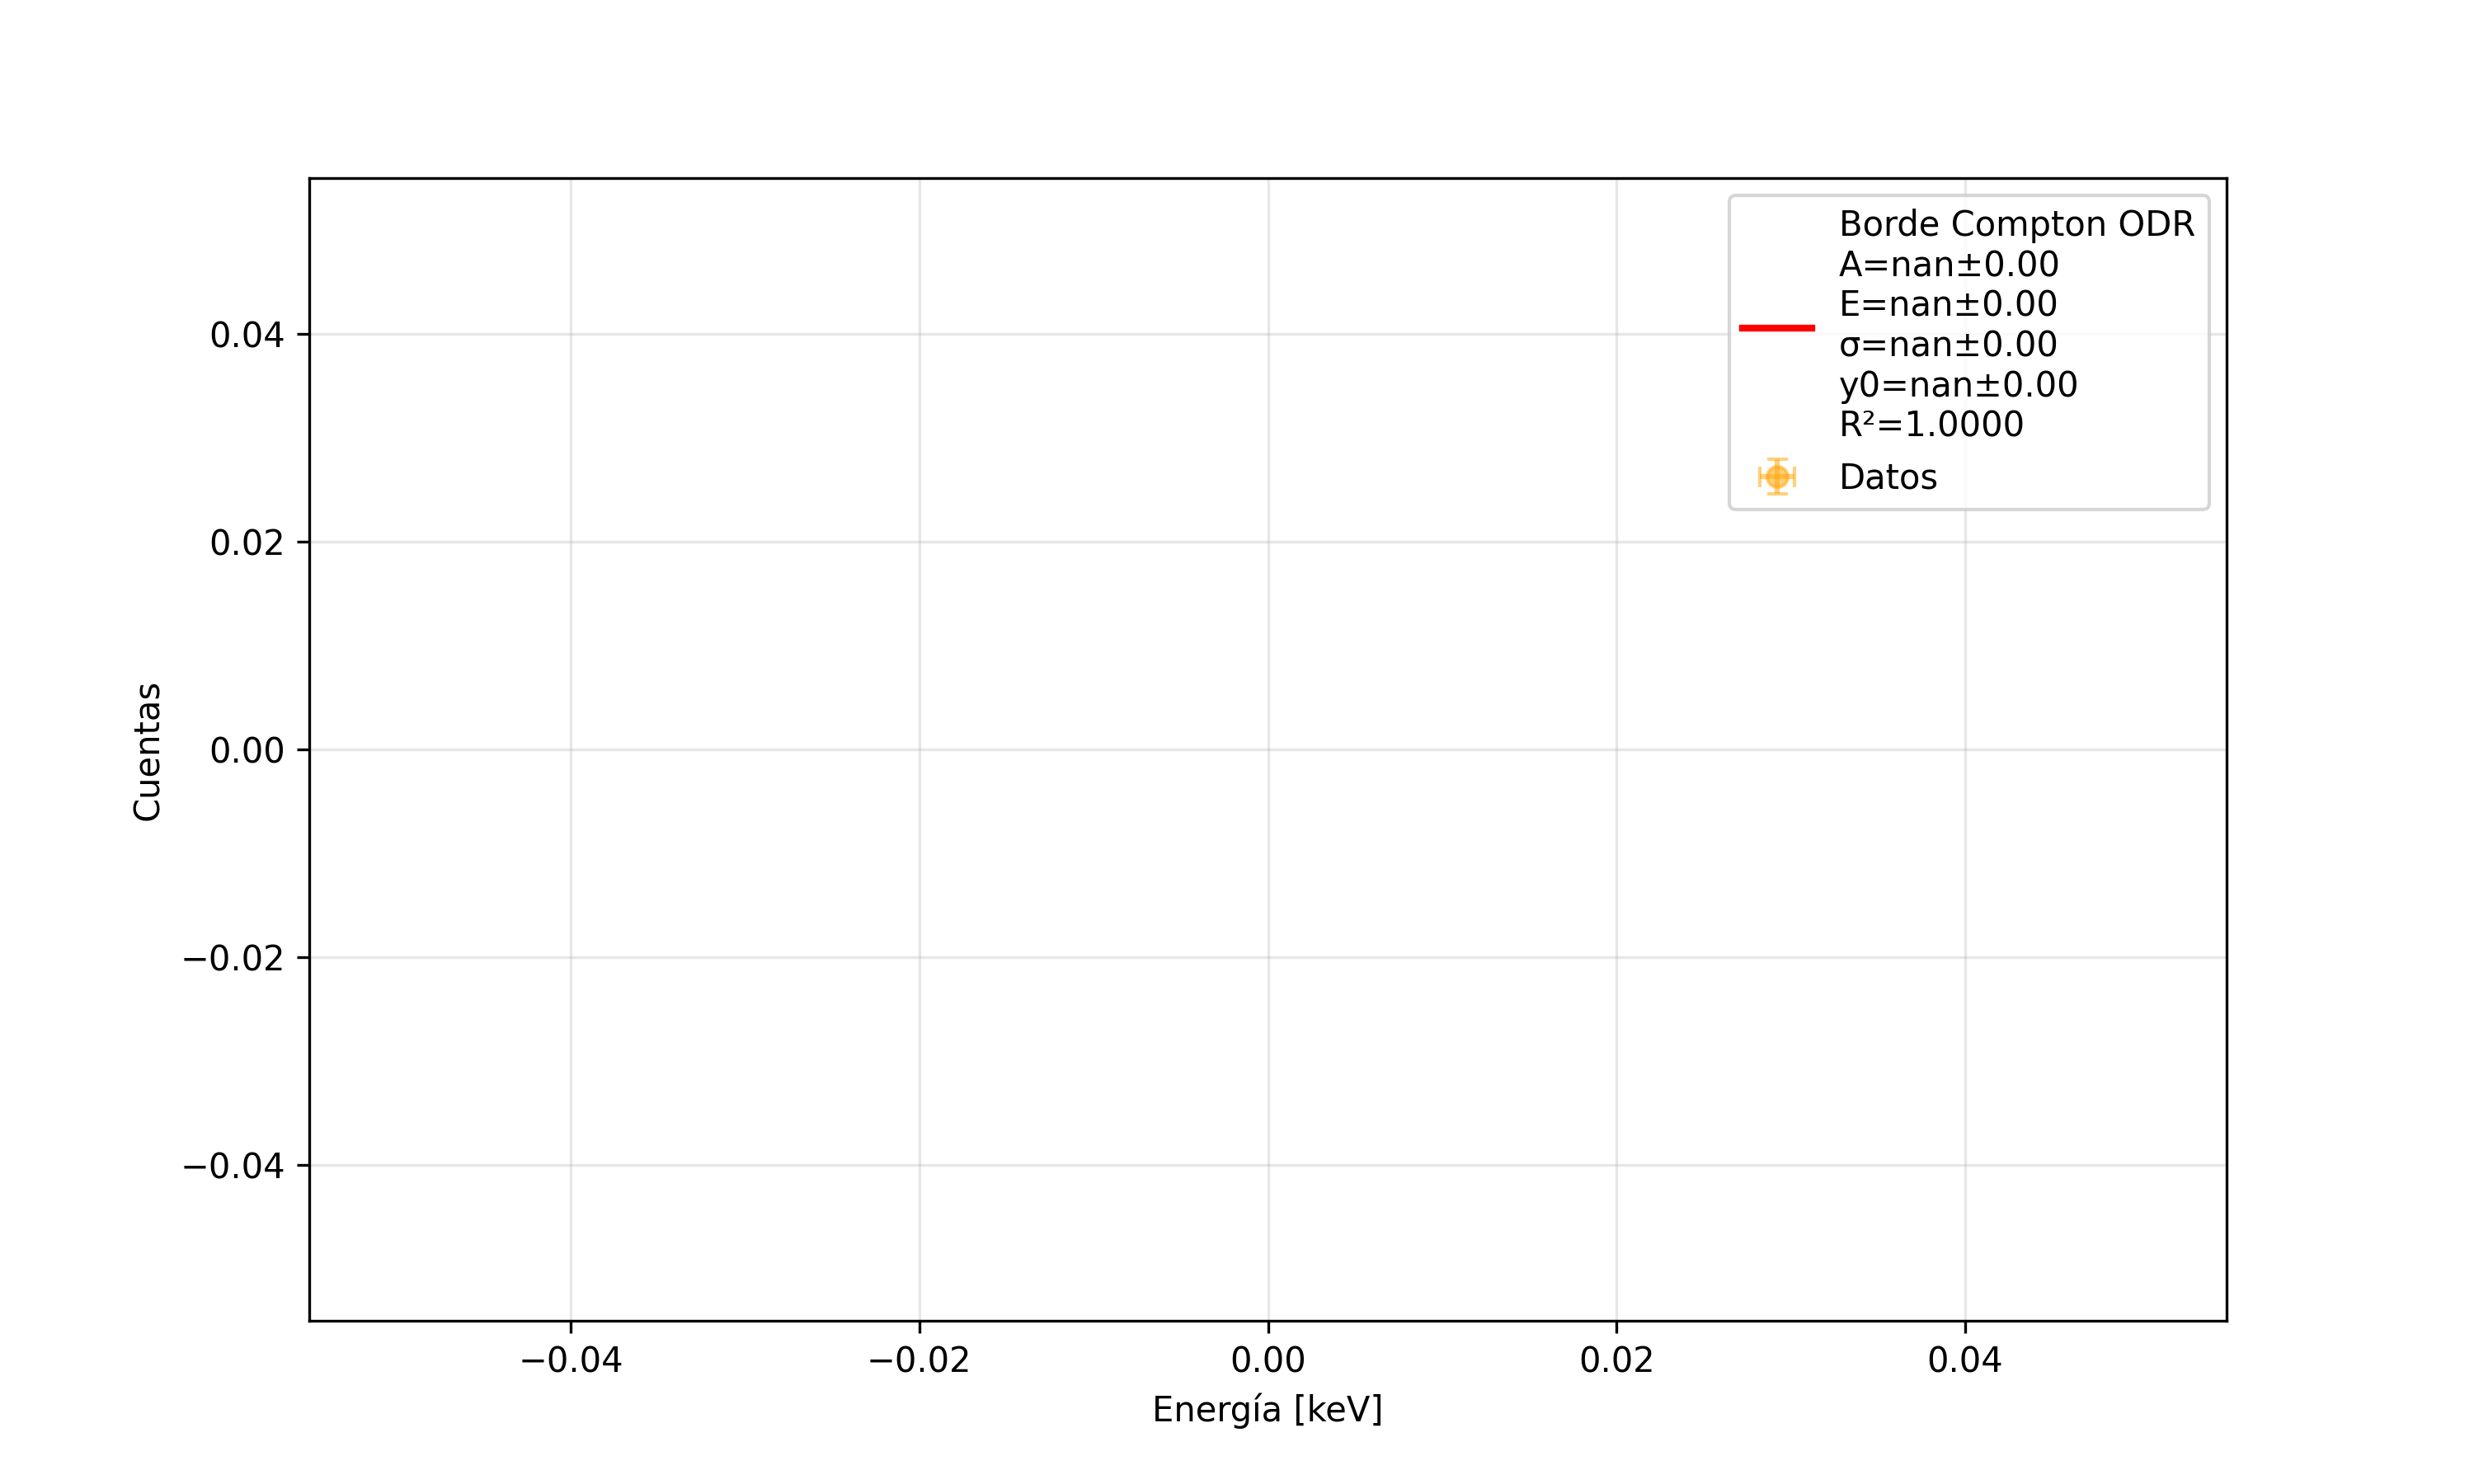 Borde Compton ODR
A=nan±0.00
E=nan±0.00
σ=nan±0.00
y0=nan±0.00
R²=1.0000
Datos
0.04
0.02
0.00
−0.02
−0.04
Cuentas
−0.04 −0.02 0.00 0.02 0.04
Energía [keV]